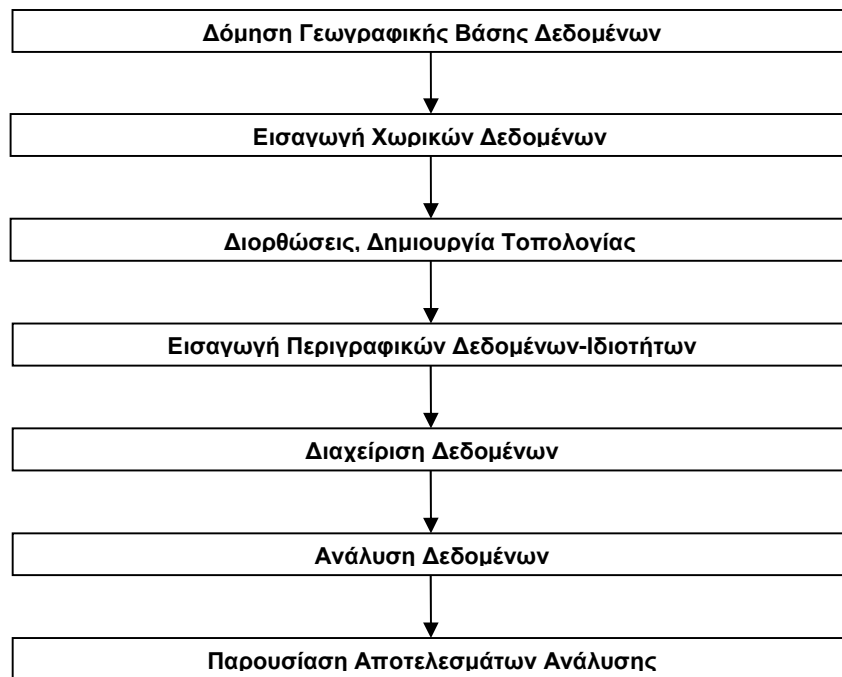 Δόμηση Γεωγραφικής Βάσης Δεδομένων
Εισαγωγή Χωρικών Δεδομένων
Διορθώσεις, Δημιουργία Τοπολογίας
Εισαγωγή Περιγραφικών Δεδομένων-Ιδιοτήτων
Διαχείριση Δεδομένων
Ανάλυση Δεδομένων
Παρουσίαση Αποτελεσμάτων Ανάλυσης